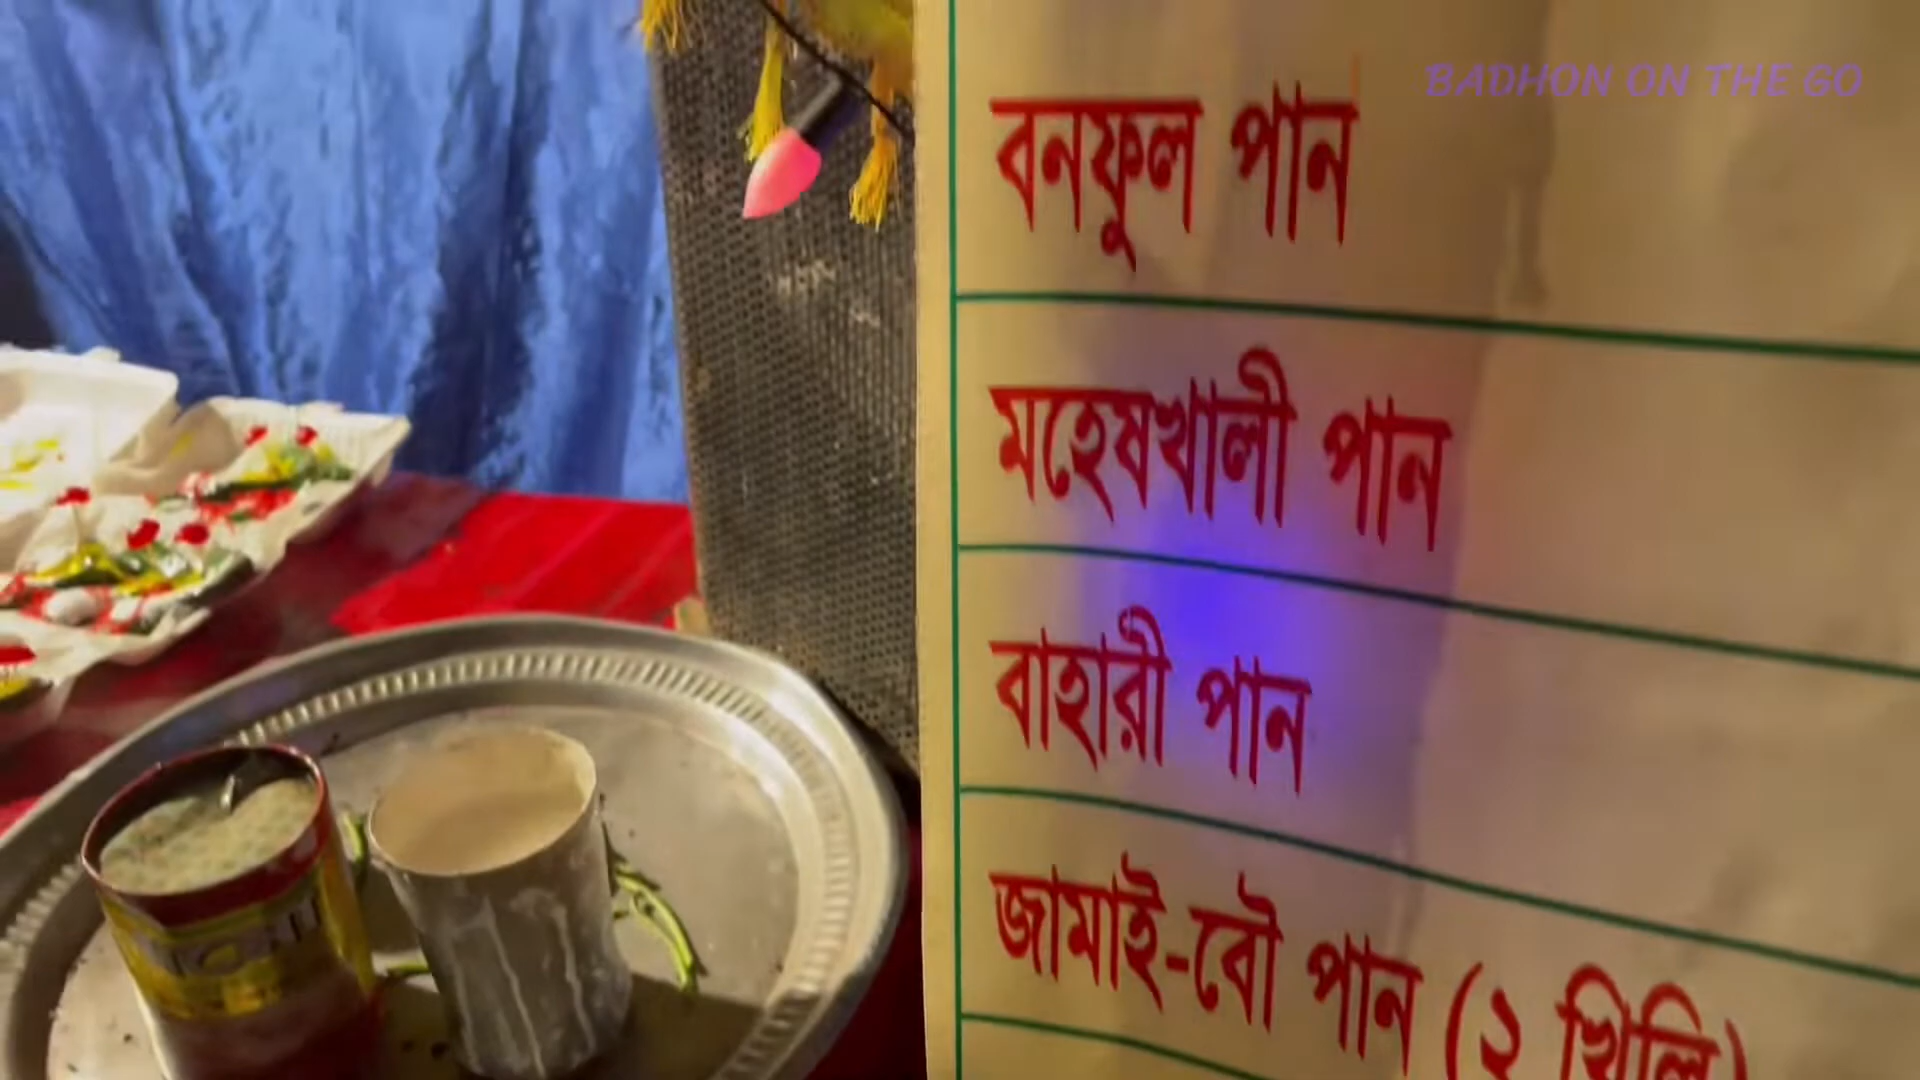 BADHON ON THE GO
বনফুল পান
মহেষখালী পান
বাহারী পান
জামাই-বৌ পান (২ খিলি)